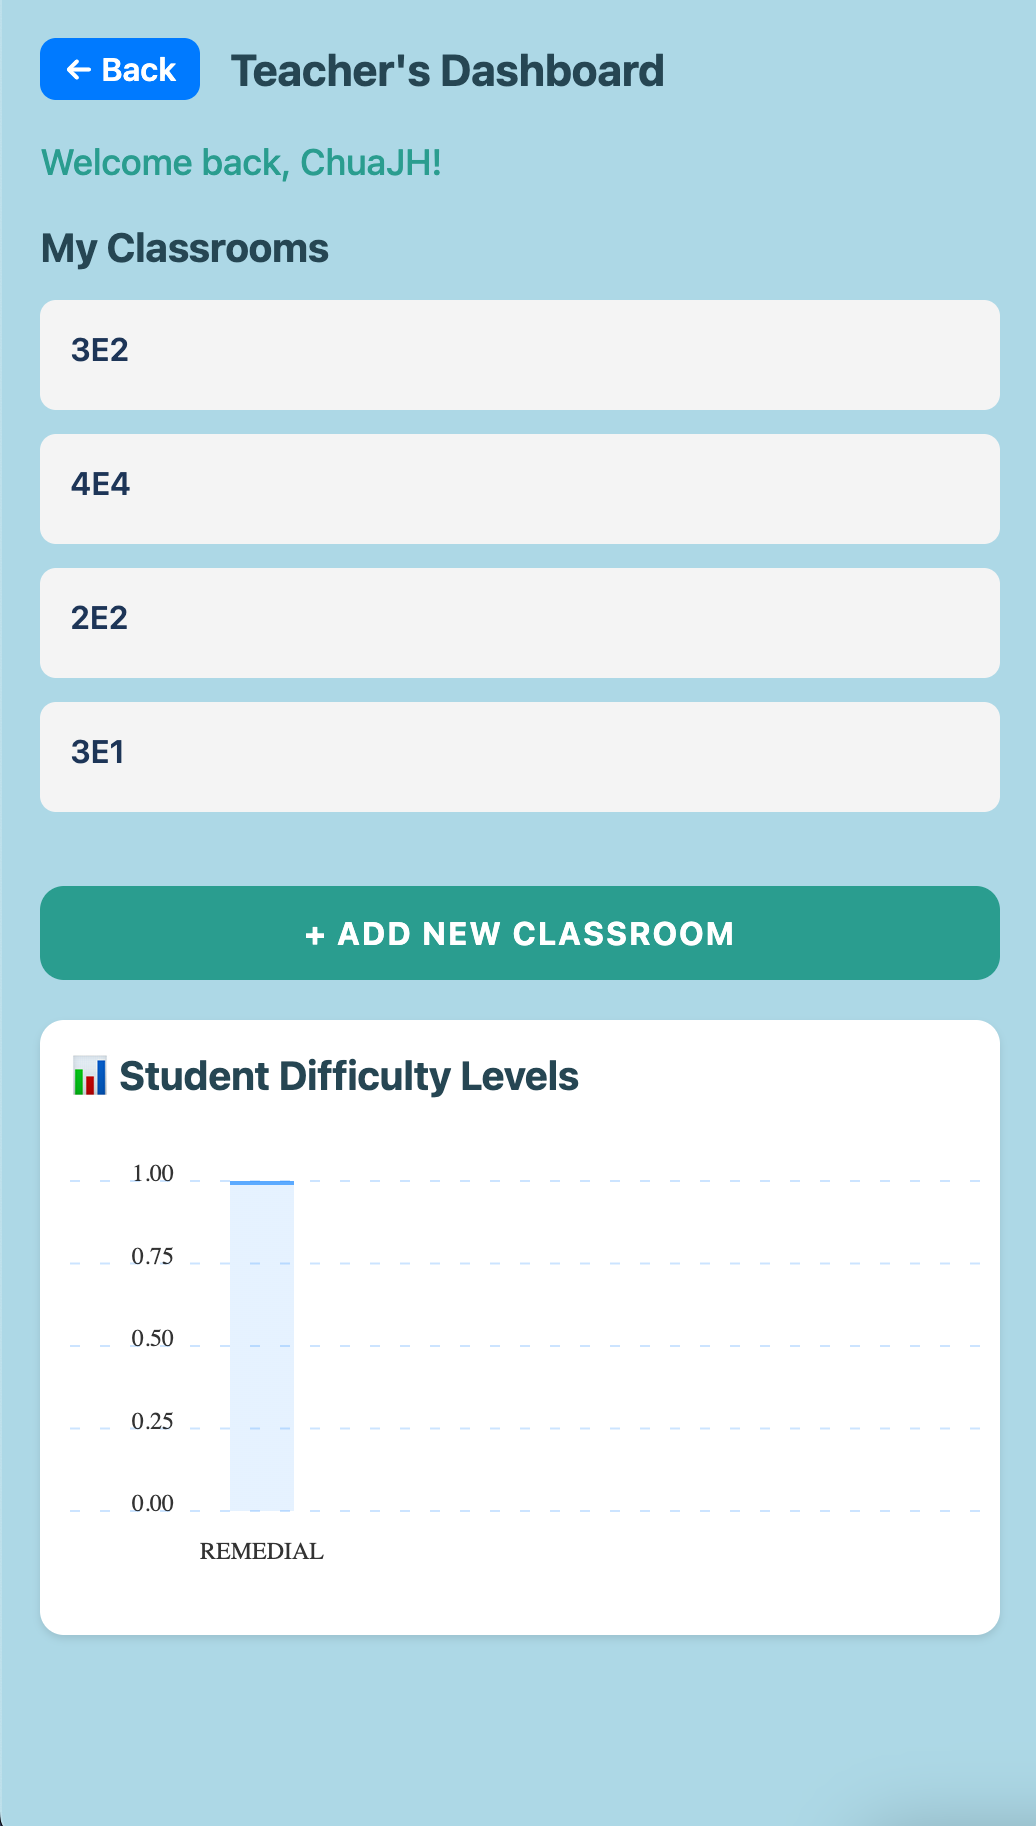 ← Back
Teacher's Dashboard
Welcome back, ChuaJH!
My Classrooms
3E2
4E4
2E2
3E1
+ ADD NEW CLASSROOM
📊 Student Difficulty Levels
1.00
0.75
0.50
0.25
0.00
REMEDIAL